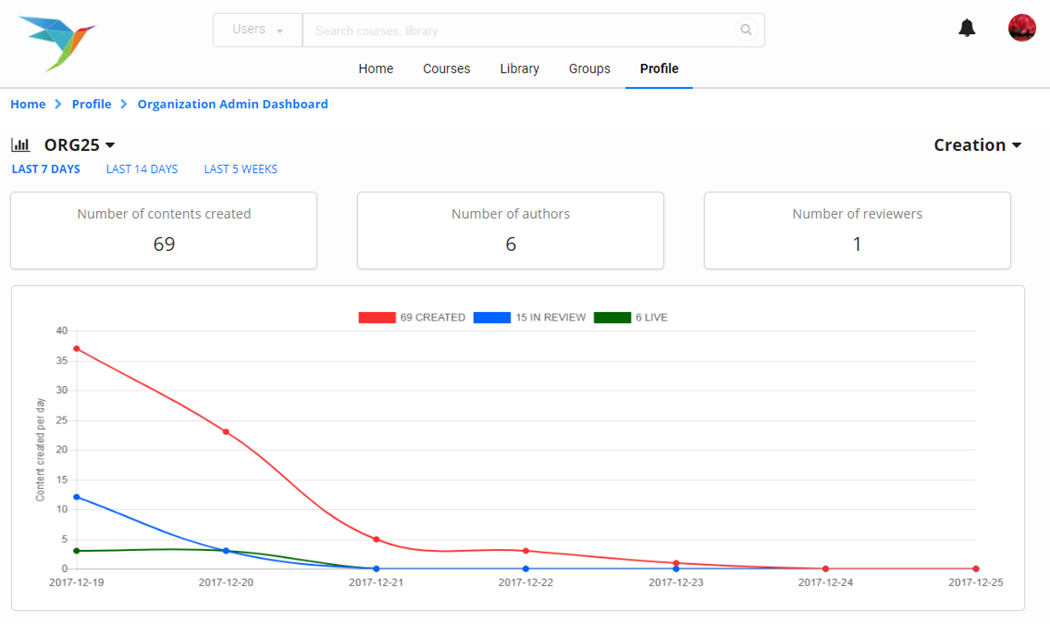 Users
Search courses, library
Home Courses Library Groups Profile
Home Profile Organization Admin Dashboard
ORG25 Creation
LAST 7 DAYS LAST 14 DAYS LAST 5 WEEKS
Number of contents created
69
Number of authors
6
Number of reviewers
1
69 CREATED 15 IN REVIEW 6 LIVE
Content created per day
40
35
30
25
20
15
10
5
0
2017-12-19 2017-12-20 2017-12-21 2017-12-22 2017-12-23 2017-12-24 2017-12-25